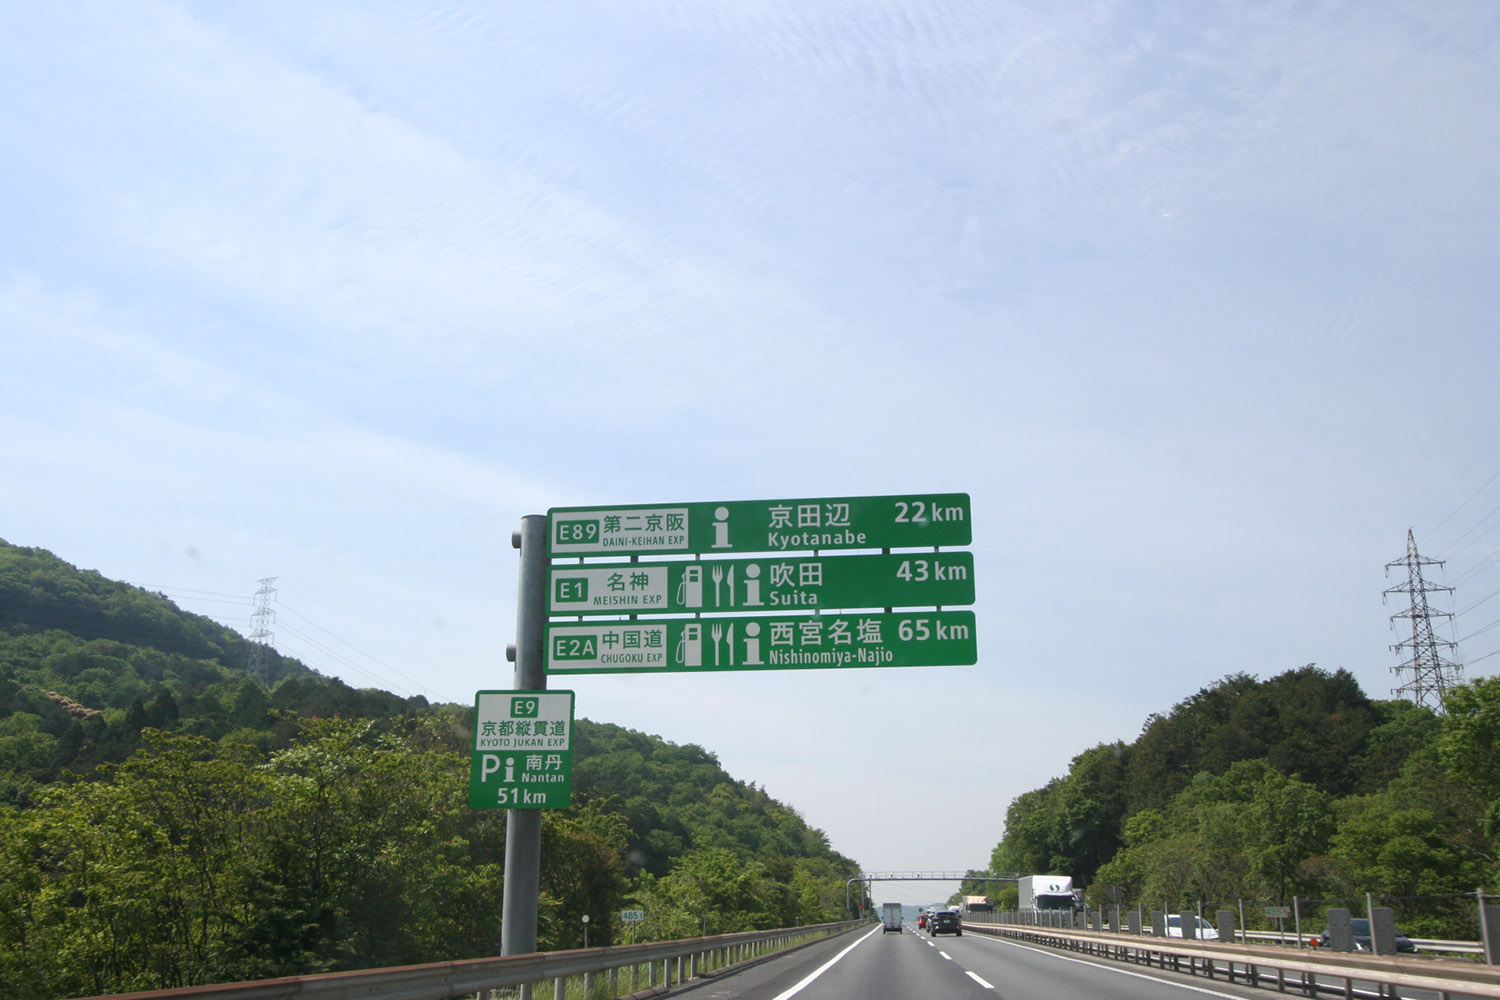 E89 第二京阪 京田辺 22km
DAINI-KEIHAN EXP Kyotanabe
E1 名神 吹田 43km
MEISHIN EXP Suita
E2A 中国道 西宮名塩 65km
CHUGOKU EXP Nishinomiya-Najio
E9
京都縦貫道
KYOTO JUKAN EXP
P 南丹
Nantan
51km
485.1